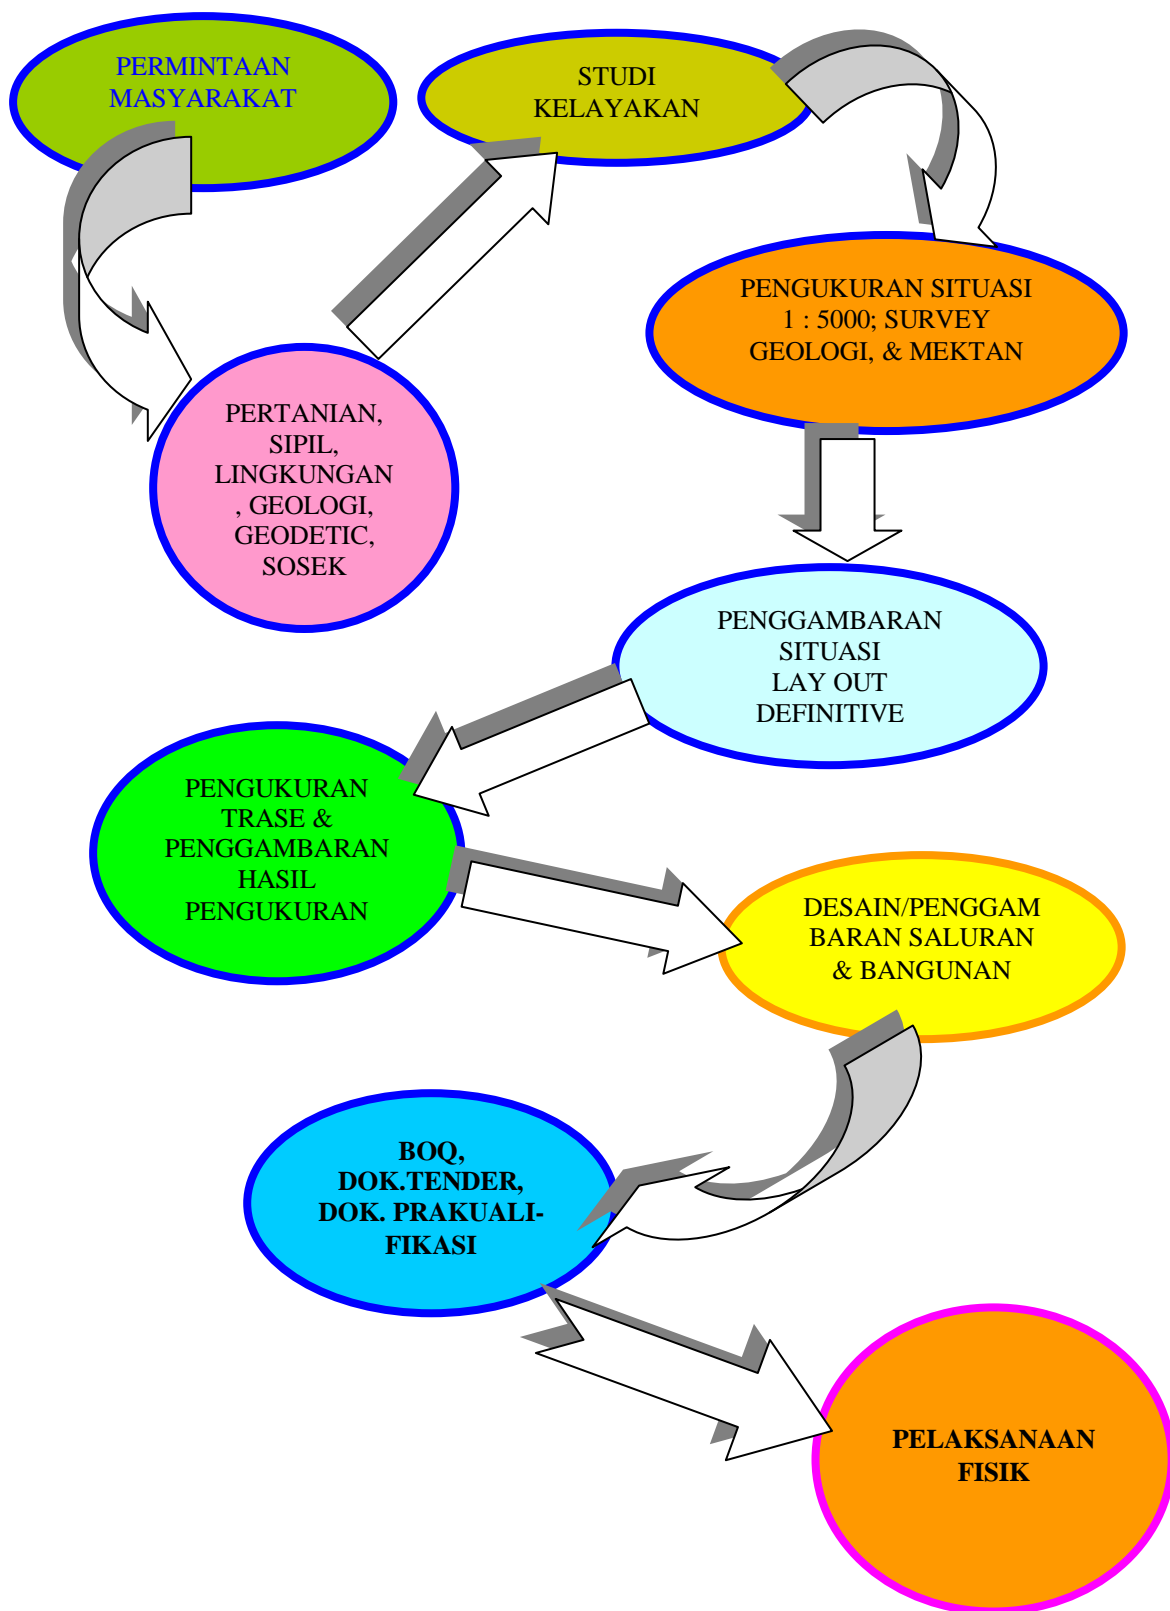 PERMINTAAN
MASYARAKAT
STUDI
KELAYAKAN
PENGUKURAN SITUASI
1 : 5000; SURVEY
GEOLOGI, & MEKTAN
PERTANIAN,
SIPIL,
LINGKUNGAN
, GEOLOGI,
GEODETIC,
SOSEK
PENGGAMBARAN
SITUASI
LAY OUT
DEFINITIVE
PENGUKURAN
TRASE &
PENGGAMBARAN
HASIL
PENGUKURAN
DESAIN/PENGGAM
BARAN SALURAN
& BANGUNAN
BOQ,
DOK.TENDER,
DOK. PRAKUALI-
FIKASI
PELAKSANAAN
FISIK